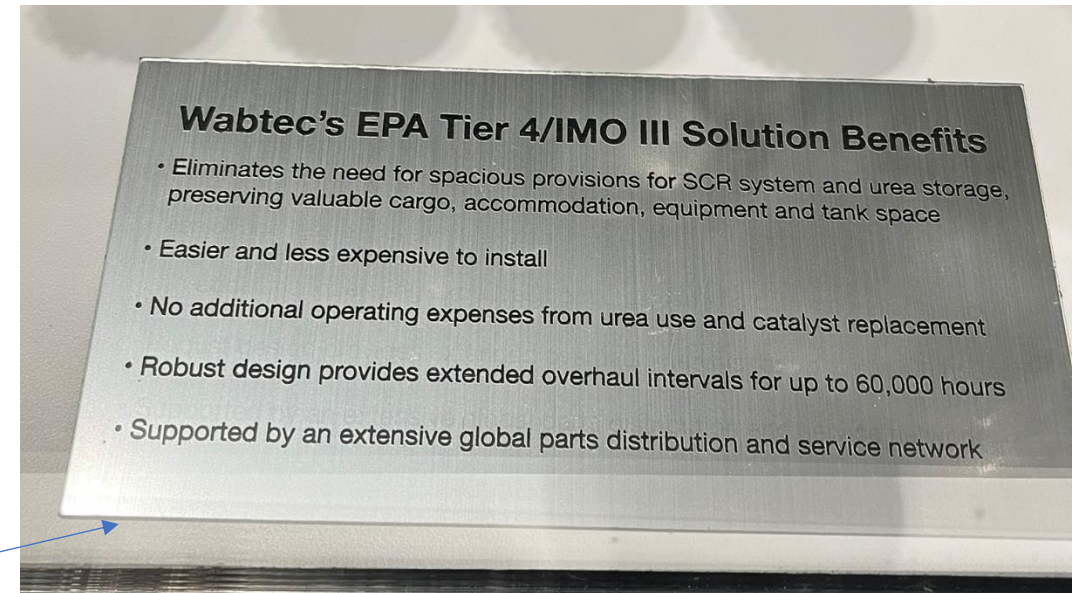 Wabtec's EPA Tier 4/IMO III Solution Benefits
• Eliminates the need for spacious provisions for SCR system and urea storage,
preserving valuable cargo, accommodation, equipment and tank space
• Easier and less expensive to install
• No additional operating expenses from urea use and catalyst replacement
• Robust design provides extended overhaul intervals for up to 60,000 hours
• Supported by an extensive global parts distribution and service network